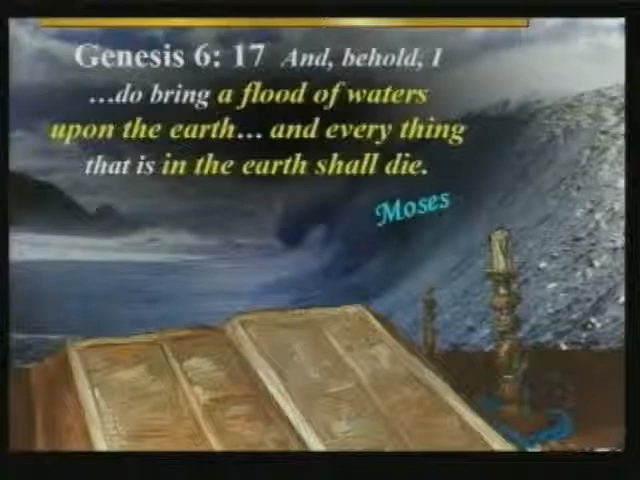 Genesis 6: 17 And, behold, I
…do bring a flood of waters
upon the earth… and every thing
that is in the earth shall die.
Moses